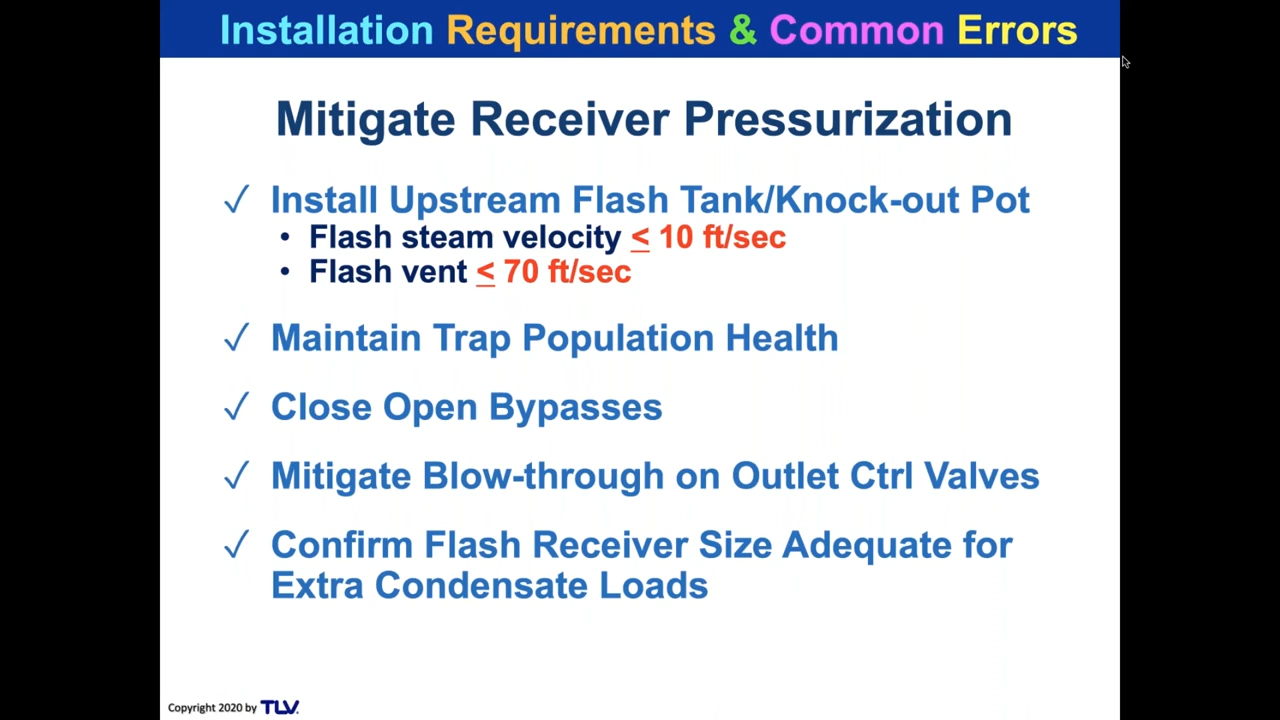 Installation Requirements & Common Errors
Mitigate Receiver Pressurization
✓ Install Upstream Flash Tank/Knock-out Pot
• Flash steam velocity ≤ 10 ft/sec
• Flash vent ≤ 70 ft/sec
✓ Maintain Trap Population Health
✓ Close Open Bypasses
✓ Mitigate Blow-through on Outlet Ctrl Valves
✓ Confirm Flash Receiver Size Adequate for
Extra Condensate Loads
Copyright 2020 by TLV.